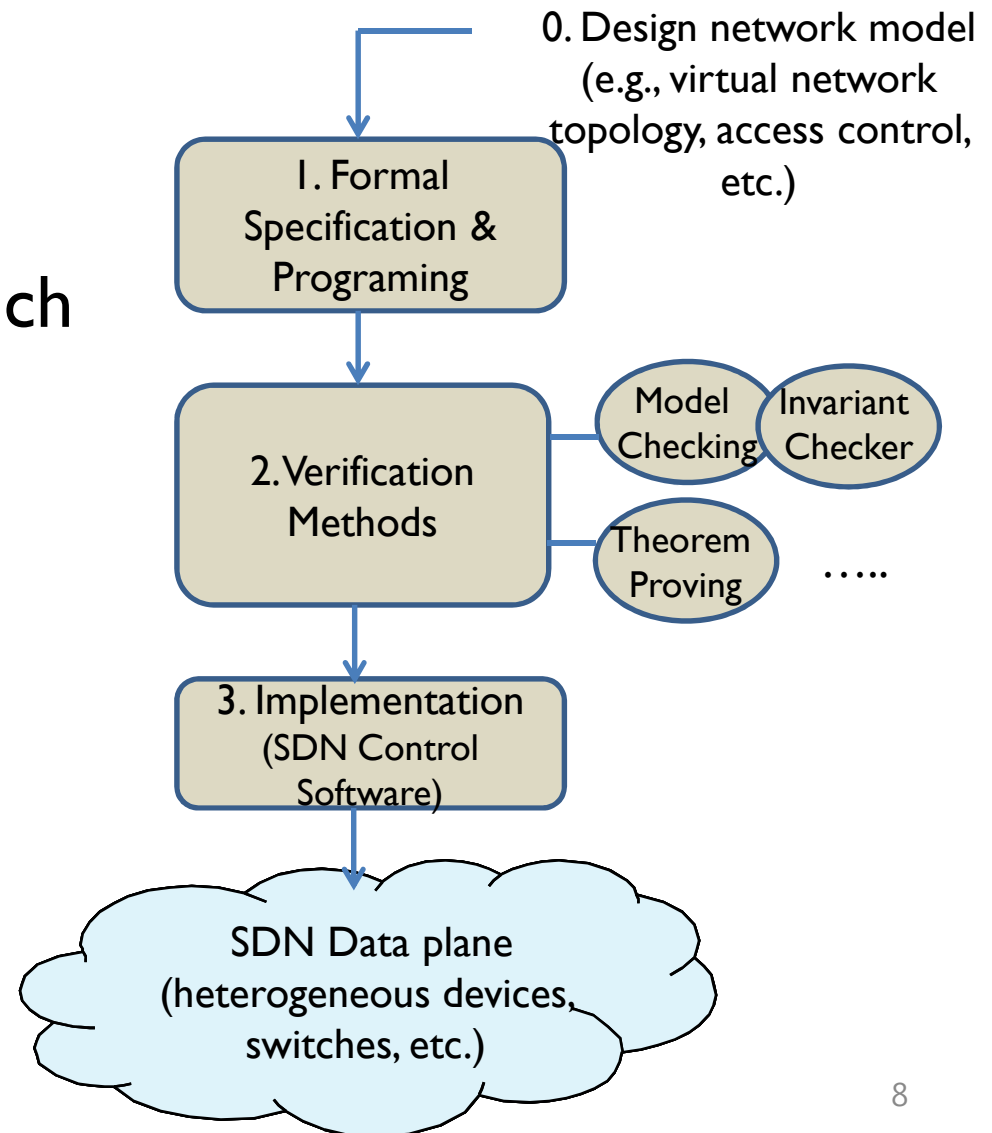 0. Design network model
(e.g., virtual network
topology, access control,
etc.)
1. Formal
Specification &
Programing
ch
2. Verification
Methods
Model
Checking
Invariant
Checker
Theorem
Proving
.....
3. Implementation
(SDN Control
Software)
SDN Data plane
(heterogeneous devices,
switches, etc.)
8